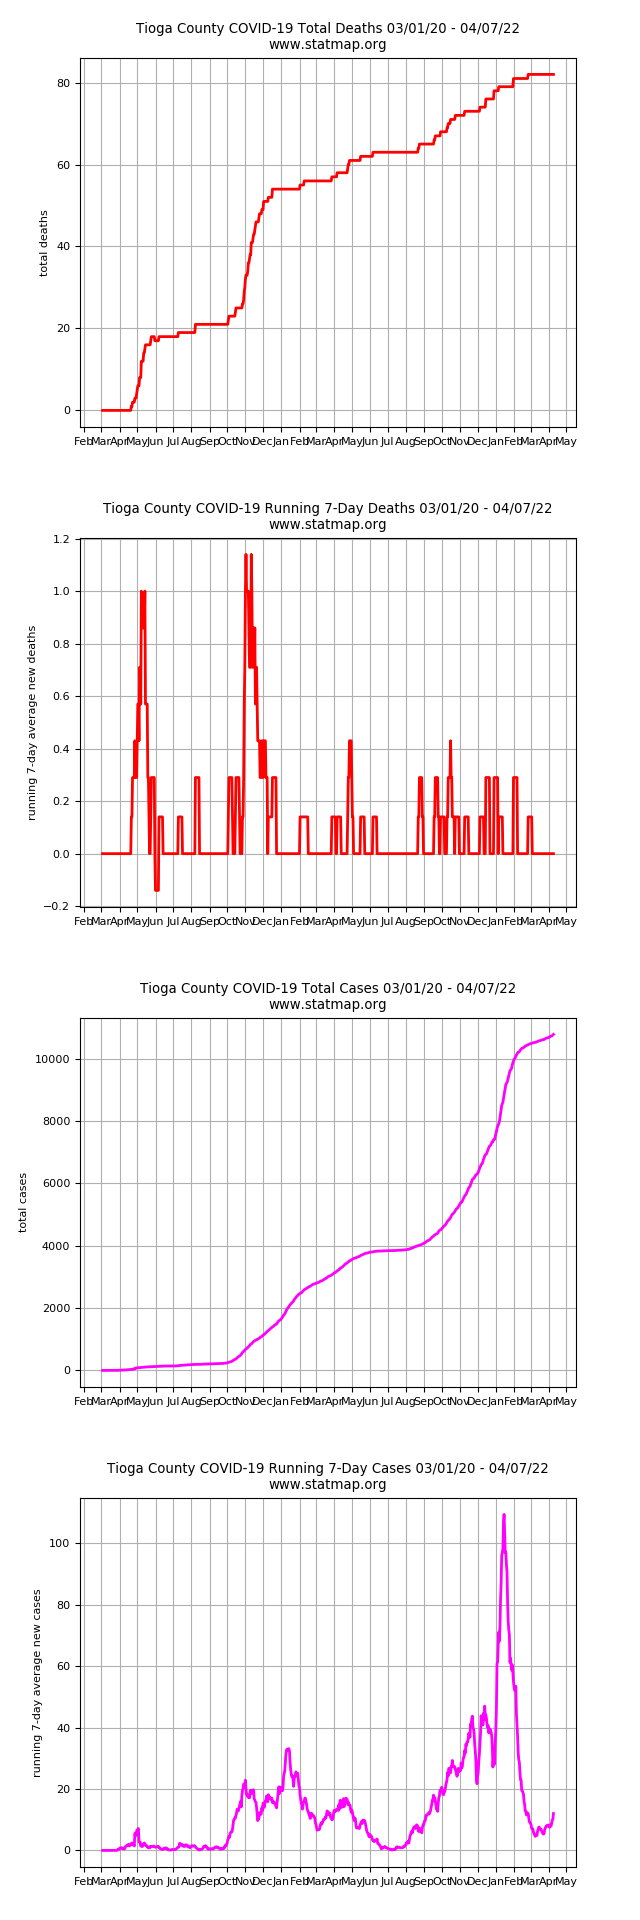 Tioga County COVID-19 Total Deaths 03/01/20 - 04/07/22
www.statmap.org
80
60
40
20
0
total deaths
Feb Mar Apr May Jun Jul Aug Sep Oct Nov Dec Jan Feb Mar Apr May Jun Jul Aug Sep Oct Nov Dec Jan Feb Mar Apr May
Tioga County COVID-19 Running 7-Day Deaths 03/01/20 - 04/07/22
www.statmap.org
1.2
1.0
0.8
0.6
0.4
0.2
0.0
−0.2
running 7-day average new deaths
Feb Mar Apr May Jun Jul Aug Sep Oct Nov Dec Jan Feb Mar Apr May Jun Jul Aug Sep Oct Nov Dec Jan Feb Mar Apr May
Tioga County COVID-19 Total Cases 03/01/20 - 04/07/22
www.statmap.org
10000
8000
6000
4000
2000
0
total cases
Feb Mar Apr May Jun Jul Aug Sep Oct Nov Dec Jan Feb Mar Apr May Jun Jul Aug Sep Oct Nov Dec Jan Feb Mar Apr May
Tioga County COVID-19 Running 7-Day Cases 03/01/20 - 04/07/22
www.statmap.org
100
80
60
40
20
0
running 7-day average new cases
Feb Mar Apr May Jun Jul Aug Sep Oct Nov Dec Jan Feb Mar Apr May Jun Jul Aug Sep Oct Nov Dec Jan Feb Mar Apr May